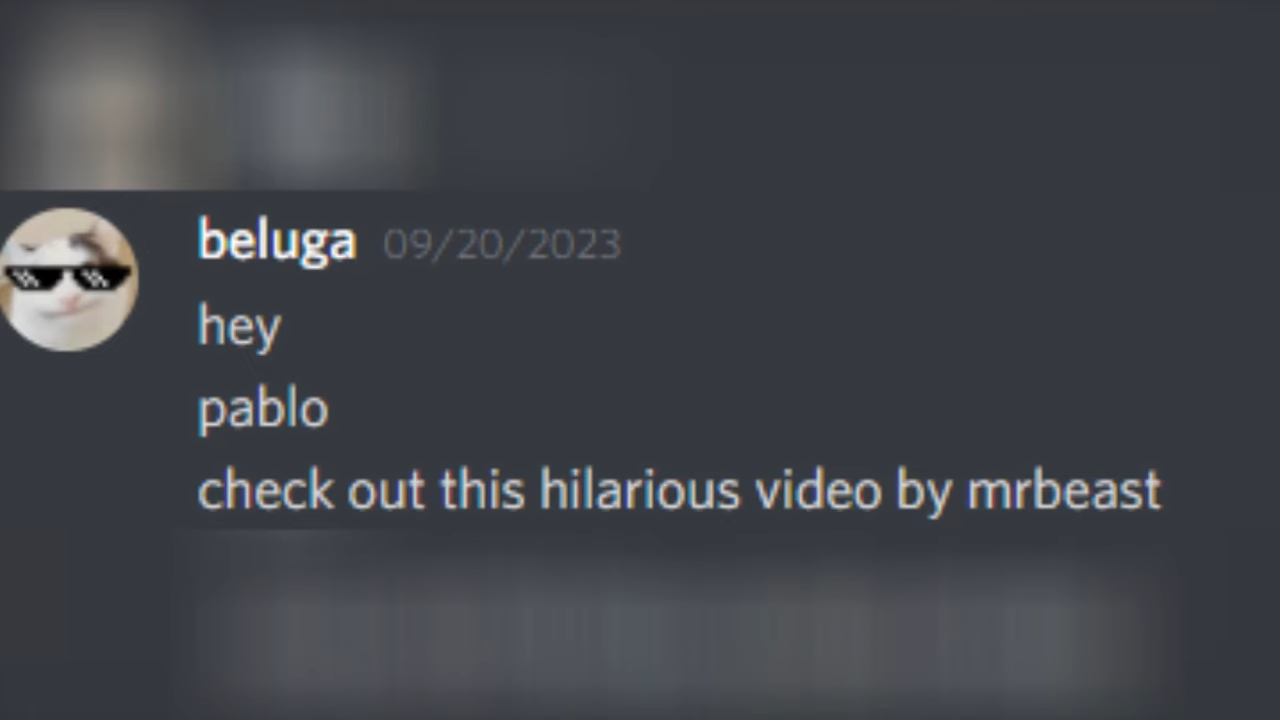 beluga 09/20/2023
hey
pablo
check out this hilarious video by mrbeast